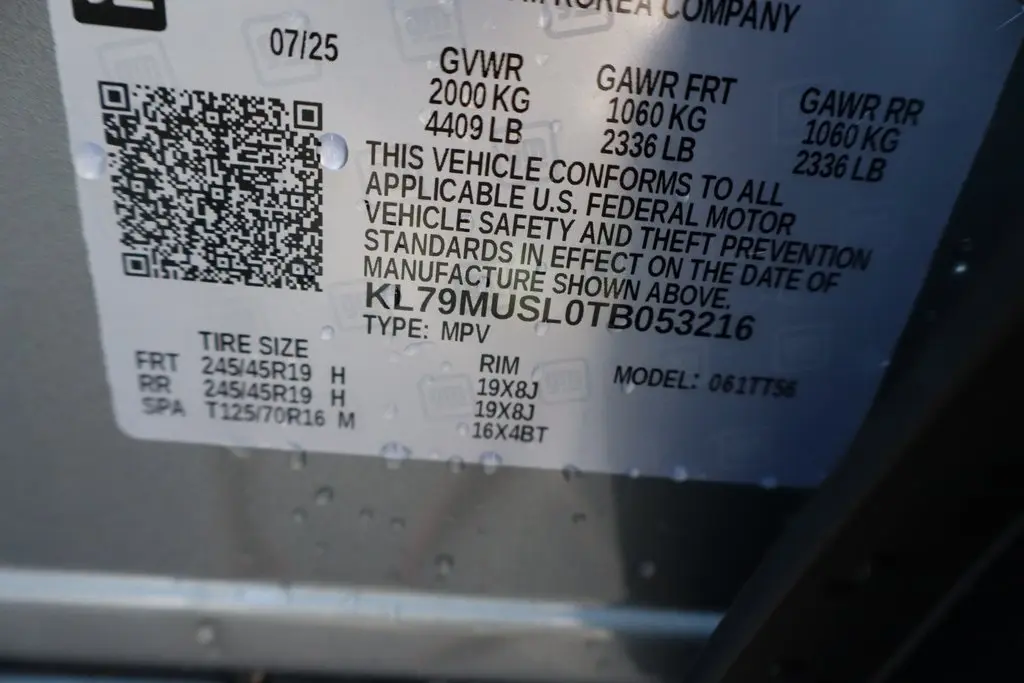 KOREA COMPANY
07/25
GVWR
2000 KG
4409 LB
GAWR FRT
1060 KG
2336 LB
GAWR RR
1060 KG
2336 LB
THIS VEHICLE CONFORMS TO ALL
APPLICABLE U.S. FEDERAL MOTOR
VEHICLE SAFETY AND THEFT PREVENTION
STANDARDS IN EFFECT ON THE DATE OF
MANUFACTURE SHOWN ABOVE.
KL79MUSL0TB053216
TYPE: MPV
TIRE SIZE
FRT 245/45R19 H
RR 245/45R19 H
SPA T125/70R16 M
RIM
19X8J
19X8J
16X4BT
MODEL: 061TT56